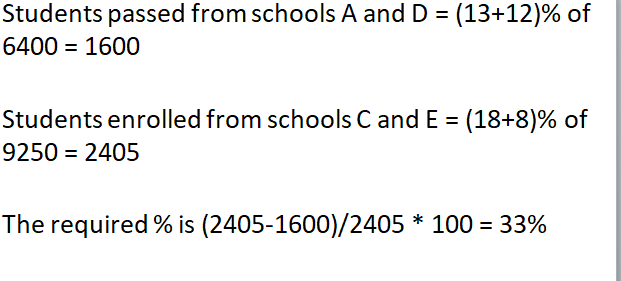 Students passed from schools A and D = (13+12)% of
6400 = 1600
Students enrolled from schools C and E = (18+8)% of
9250 = 2405
The required % is (2405-1600)/2405 * 100 = 33%